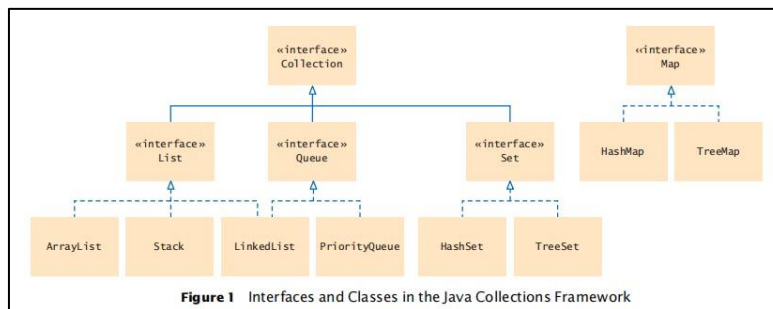 «interface»
Collection
«interface»
Map
«interface»
List
«interface»
Queue
«interface»
Set
HashMap
TreeMap
ArrayList
Stack
LinkedList
PriorityQueue
HashSet
TreeSet
Figure 1 Interfaces and Classes in the Java Collections Framework